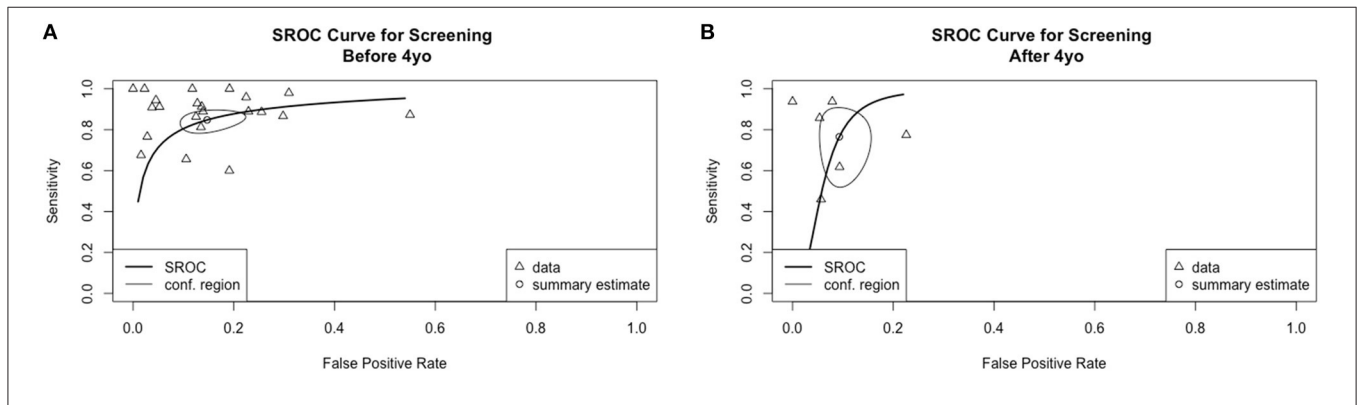 A
SROC Curve for Screening
Before 4yo
Sensitivity
1.0
0.8
0.6
0.4
0.2
0.0
SROC
conf. region
data
summary estimate
0.0 0.2 0.4 0.6 0.8 1.0
False Positive Rate
B
SROC Curve for Screening
After 4yo
Sensitivity
1.0
0.8
0.6
0.4
0.2
0.0
SROC
conf. region
data
summary estimate
0.0 0.2 0.4 0.6 0.8 1.0
False Positive Rate